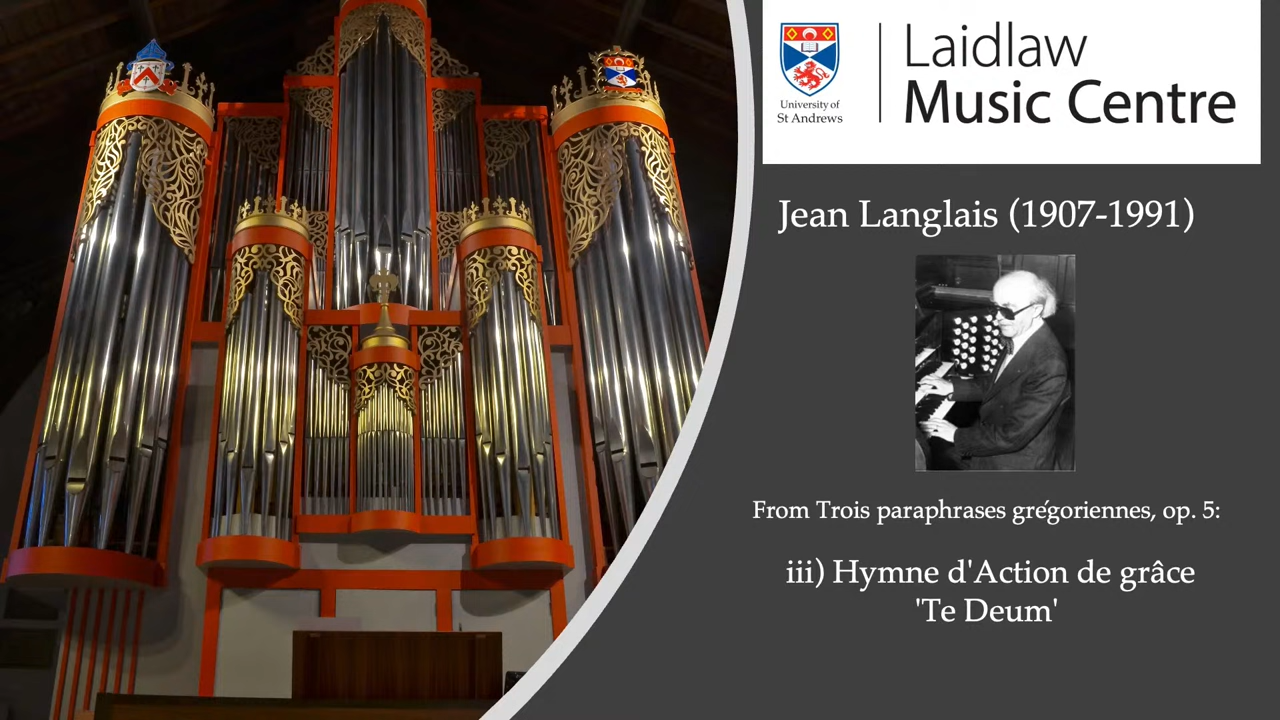 University of
St Andrews
Laidlaw
Music Centre
Jean Langlais (1907-1991)
From Trois paraphrases grégoriennes, op. 5:
iii) Hymne d'Action de grâce
'Te Deum'